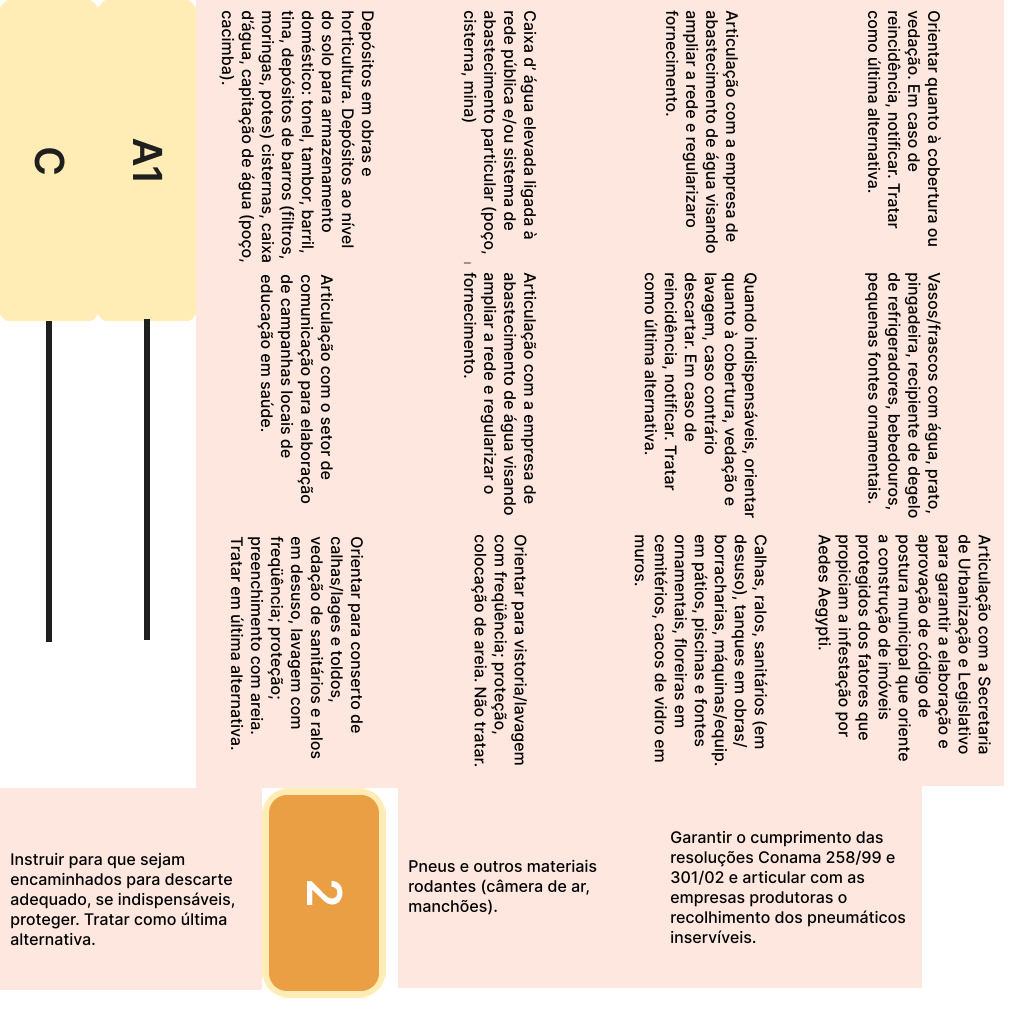 C
A1
Depósitos em obras e
horticultura. Depósitos ao nível
do solo para armazenamento
doméstico: tonel, tambor, barril,
tina, depósitos de barros (filtros,
moringas, potes) cisternas, caixa
d'água, capitação de água (poço,
cacimba).
Caixa d' água elevada ligada à
rede pública e/ou sistema de
abastecimento particular (poço,
cisterna, mina)
Articulação com a empresa de
abastecimento de água visando
ampliar a rede e regularizaro
fornecimento.
Orientar quanto à cobertura ou
vedação. Em caso de
reincidência, notificar. Tratar
como última alternativa.
Articulação com o setor de
comunicação para elaboração
de campanhas locais de
educação em saúde.
Articulação com a empresa de
abastecimento de água visando
ampliar a rede e regularizar o
fornecimento.
Quando indispensáveis, orientar
quanto à cobertura, vedação e
lavagem, caso contrário
descartar. Em caso de
reincidência, notificar. Tratar
como última alternativa.
Vasos/frascos com água, prato,
pingadeira, recipiente de degelo
de refrigeradores, bebedouros,
pequenas fontes ornamentais.
Orientar para conserto de
calhas/lages e toldos,
vedação de sanitários e ralos
em desuso, lavagem com
freqüência; proteção;
preenchimento com areia.
Tratar em última alternativa.
Orientar para vistoria/lavagem
com freqüência; proteção,
colocação de areia. Não tratar.
Calhas, ralos, sanitários (em
desuso), tanques em obras/
borracharias, máquinas/equip.
em pátios, piscinas e fontes
ornamentais, floreiras em
cemitérios, cacos de vidro em
muros.
Articulação com a Secretaria
de Urbanização e Legislativo
para garantir a elaboração e
aprovação de código de
postura municipal que oriente
a construção de imóveis
protegidos dos fatores que
propiciam a infestação por
Aedes Aegypti.
Instruir para que sejam
encaminhados para descarte
adequado, se indispensáveis,
proteger. Tratar como última
alternativa.
2
Pneus e outros materiais
rodantes (câmera de ar,
manchões).
Garantir o cumprimento das
resoluções Conama 258/99 e
301/02 e articular com as
empresas produtoras o
recolhimento dos pneumáticos
inservíveis.